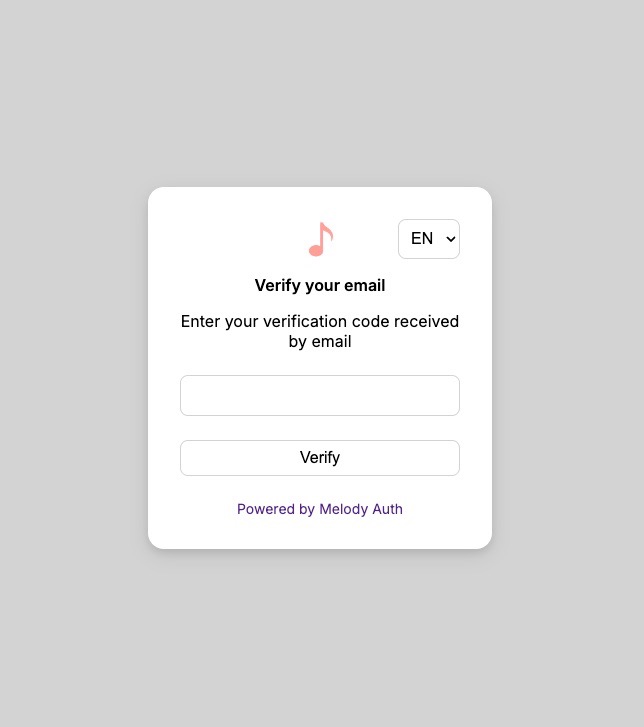 EN
Verify your email
Enter your verification code received
by email
Verify
Powered by Melody Auth